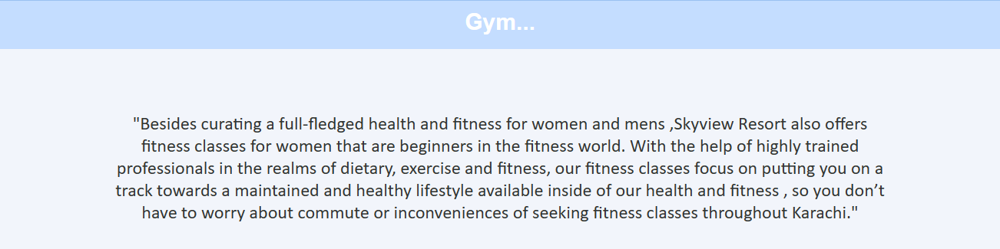 Gym...
"Besides curating a full-fledged health and fitness for women and mens ,Skyview Resort also offers
fitness classes for women that are beginners in the fitness world. With the help of highly trained
professionals in the realms of dietary, exercise and fitness, our fitness classes focus on putting you on a
track towards a maintained and healthy lifestyle available inside of our health and fitness , so you don’t
have to worry about commute or inconveniences of seeking fitness classes throughout Karachi."